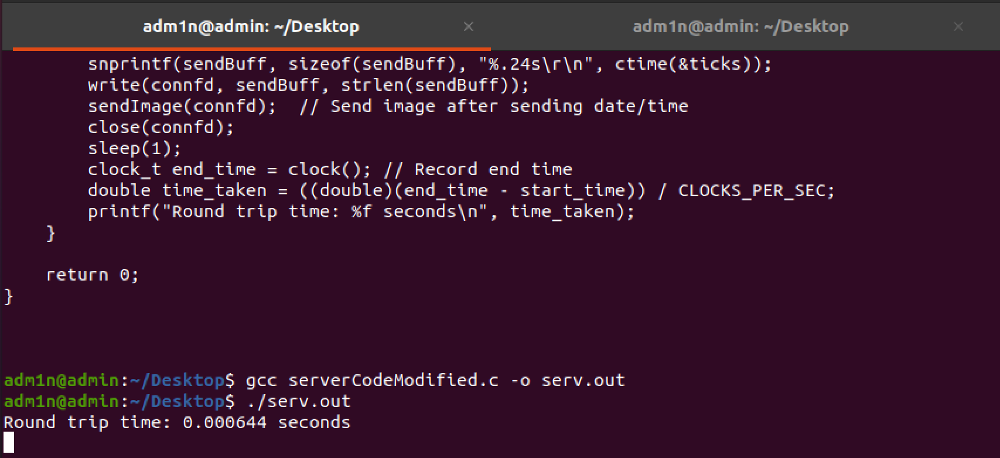 adm1n@admin: ~/Desktop × adm1n@admin: ~/Desktop ×
snprintf(sendBuff, sizeof(sendBuff), "%.24s\r\n", ctime(&ticks));
write(connfd, sendBuff, strlen(sendBuff));
sendImage(connfd);  // Send image after sending date/time
close(connfd);
sleep(1);
clock_t end_time = clock(); // Record end time
double time_taken = ((double)(end_time - start_time)) / CLOCKS_PER_SEC;
printf("Round trip time: %f seconds\n", time_taken);
}
return 0;
}
adm1n@admin:~/Desktop$ gcc serverCodeModified.c -o serv.out
adm1n@admin:~/Desktop$ ./serv.out
Round trip time: 0.000644 seconds